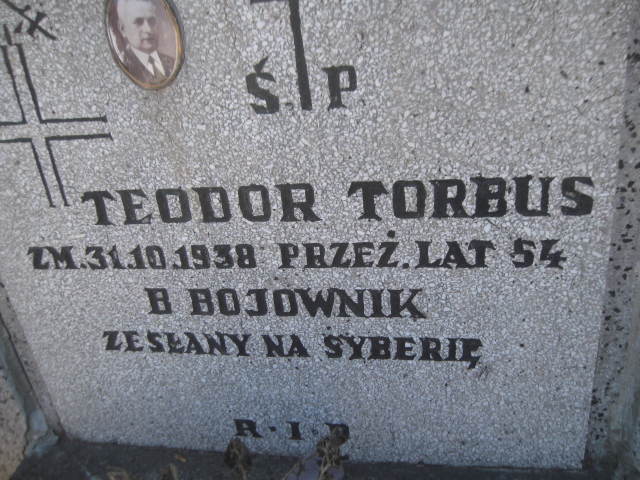 Ś.P.
TEODOR TORBUS
ZM.31.10.1938 PRZEŻ.LAT 54
B BOJOWNIK
ZESŁANY NA SYBERIĘ
R.I.P